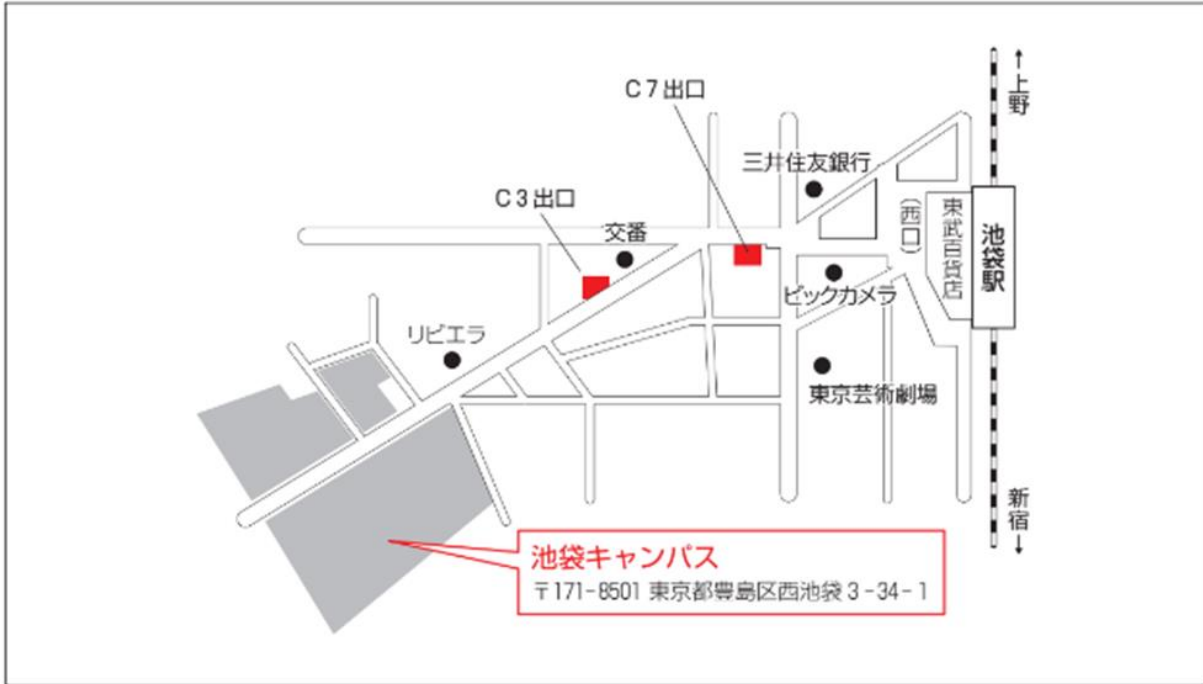 ↑上野
C7出口
三井住友銀行
C3出口
交番
(西口)
東武百貨店
池袋駅
ビックカメラ
リビエラ
東京芸術劇場
新宿↓
池袋キャンパス
〒171-8501 東京都豊島区西池袋3-34-1